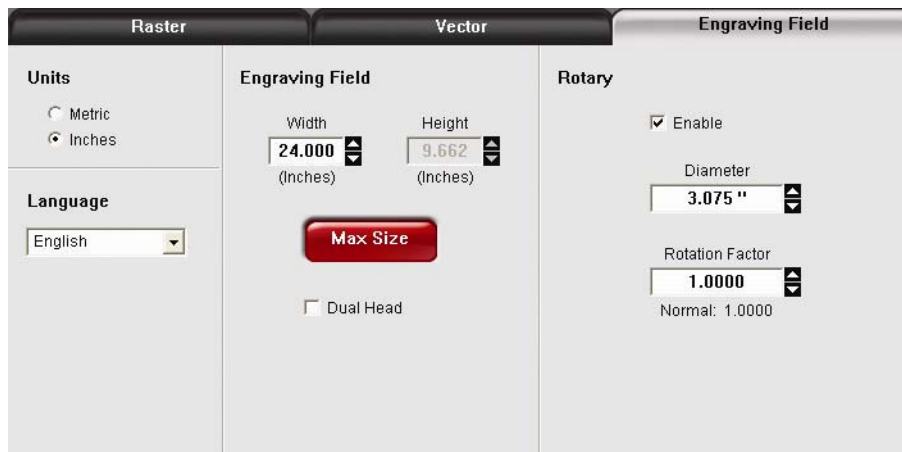 Raster
Vector
Engraving Field
Units
Metric
Inches
Language
English
Engraving Field
Width
24.000
(Inches)
Height
9.662
(Inches)
Max Size
Dual Head
Rotary
Enable
Diameter
3.075 "
Rotation Factor
1.0000
Normal: 1.0000